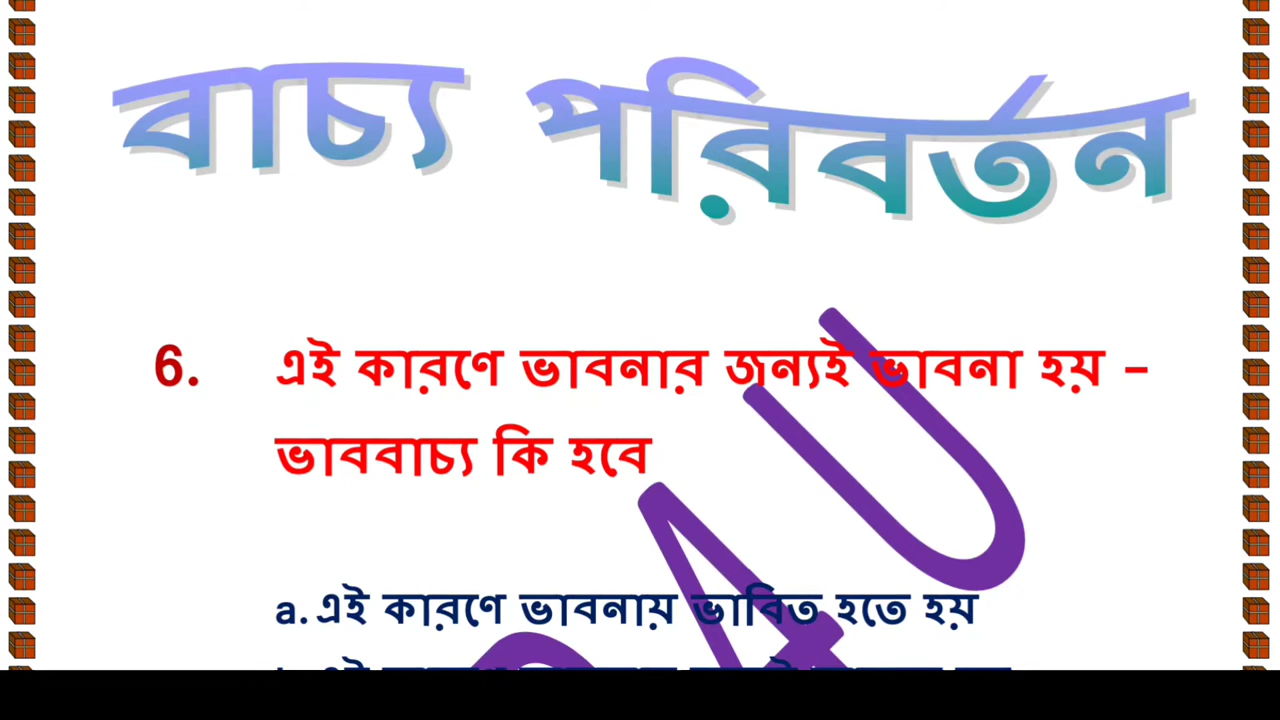 বাচ্য পরিবর্তন
6. এই কারণে ভাবনার জন্যই ভাবনা হয় –
ভাববাচ্য কি হবে
a. এই কারণে ভাবনায় ভাবিত হতে হয়